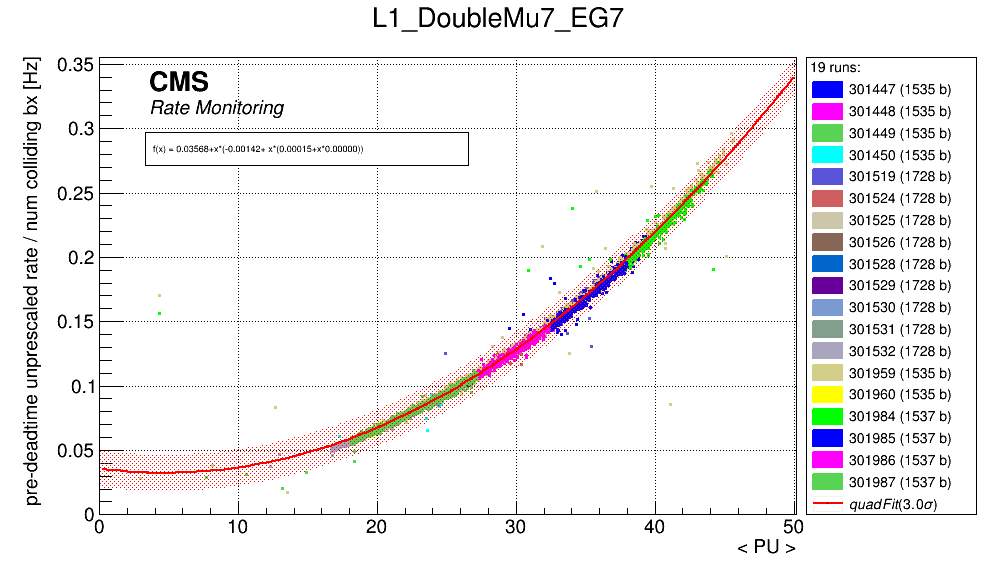 L1_DoubleMu7_EG7
pre-deadtime unprescaled rate / num colliding bx [Hz]
0.35
0.3
0.25
0.2
0.15
0.1
0.05
0
CMS
Rate Monitoring
f(x) = 0.03568+x*(-0.00142+ x*(0.00015+x*0.00000))
0 10 20 30 40 50
< PU >
19 runs:
301447 (1535 b)
301448 (1535 b)
301449 (1535 b)
301450 (1535 b)
301519 (1728 b)
301524 (1728 b)
301525 (1728 b)
301526 (1728 b)
301528 (1728 b)
301529 (1728 b)
301530 (1728 b)
301531 (1728 b)
301532 (1728 b)
301959 (1535 b)
301960 (1535 b)
301984 (1537 b)
301985 (1537 b)
301986 (1537 b)
301987 (1537 b)
quadFit(3.0σ)